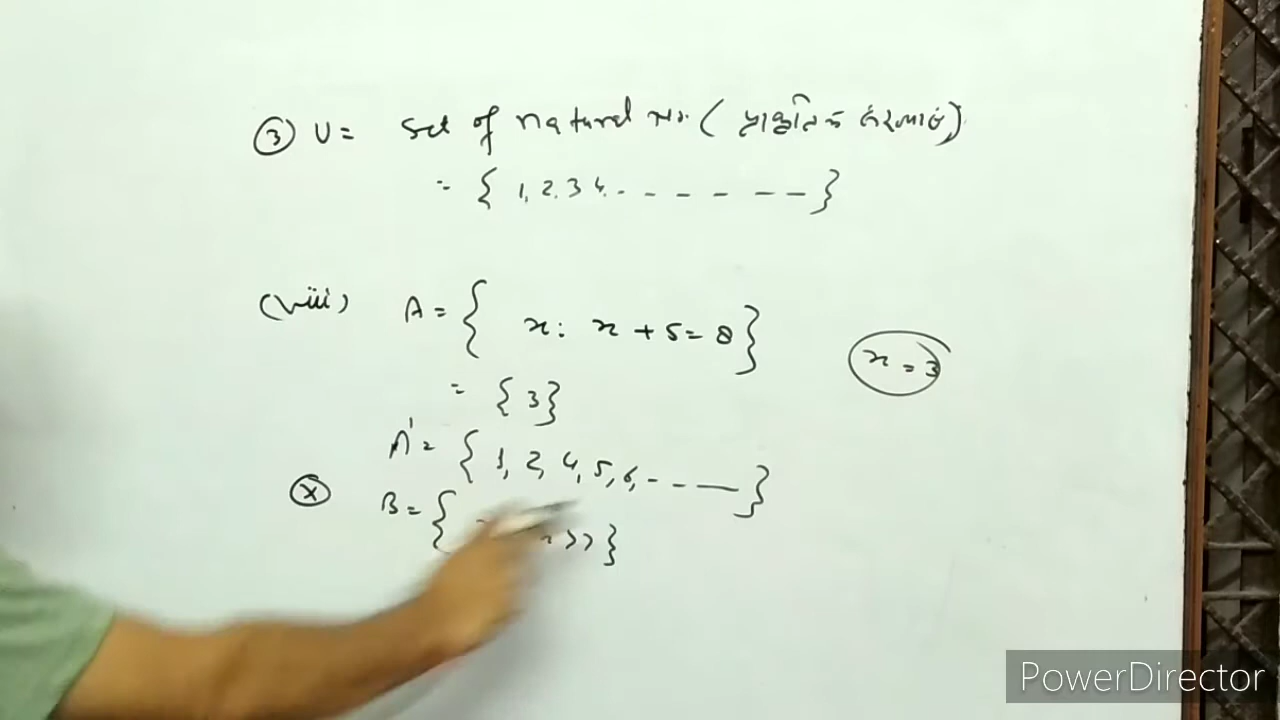 ③ U = Set of natural no. (પ્રાકૃતિક
= { 1, 2, 3 4, - - - - - - }
(viii) A = { x : x + 5 = 8 }
x = 3
= { 3 }
A' = { 1, 2, 4, 5, 6, - - — }
Ⓧ B = { }
PowerDirector